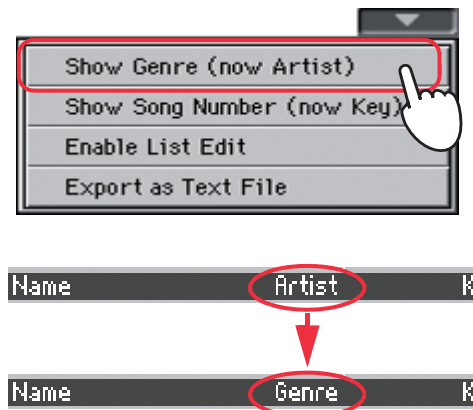 Show Genre (now Artist)
Show Song Number (now Key)
Enable List Edit
Export as Text File
Name Artist K
Name Genre K